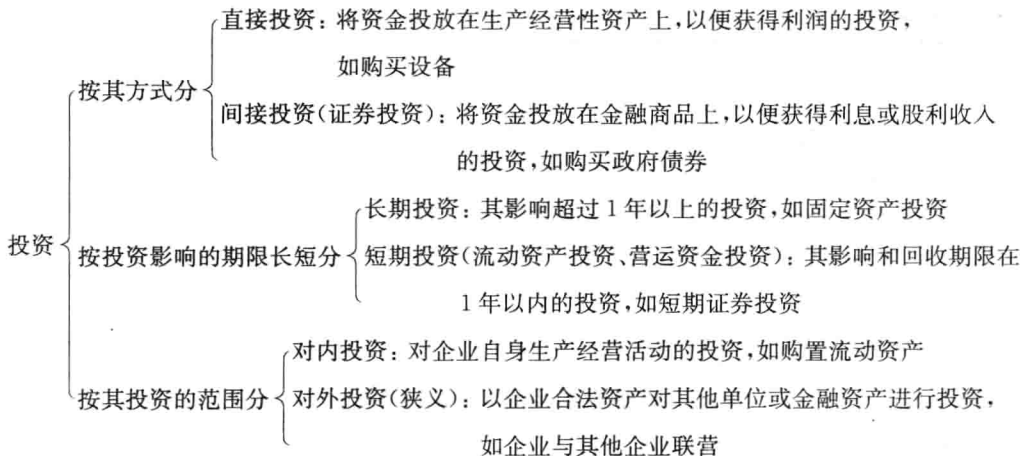 直接投资：将资金投放在生产经营性资产上，以便获得利润的投资，
如购买设备
按其方式分
间接投资（证券投资）：将资金投放在金融商品上，以便获得利息或股利收入
的投资，如购买政府债券
长期投资：其影响超过1年以上的投资，如固定资产投资
投资
按投资影响的期限长短分
短期投资（流动资产投资、营运资金投资）：其影响和回收期限在
1年以内的投资，如短期证券投资
对内投资：对企业自身生产经营活动的投资，如购置流动资产
按其投资的范围分
对外投资（狭义）：以企业合法资产对其他单位或金融资产进行投资，
如企业与其他企业联营